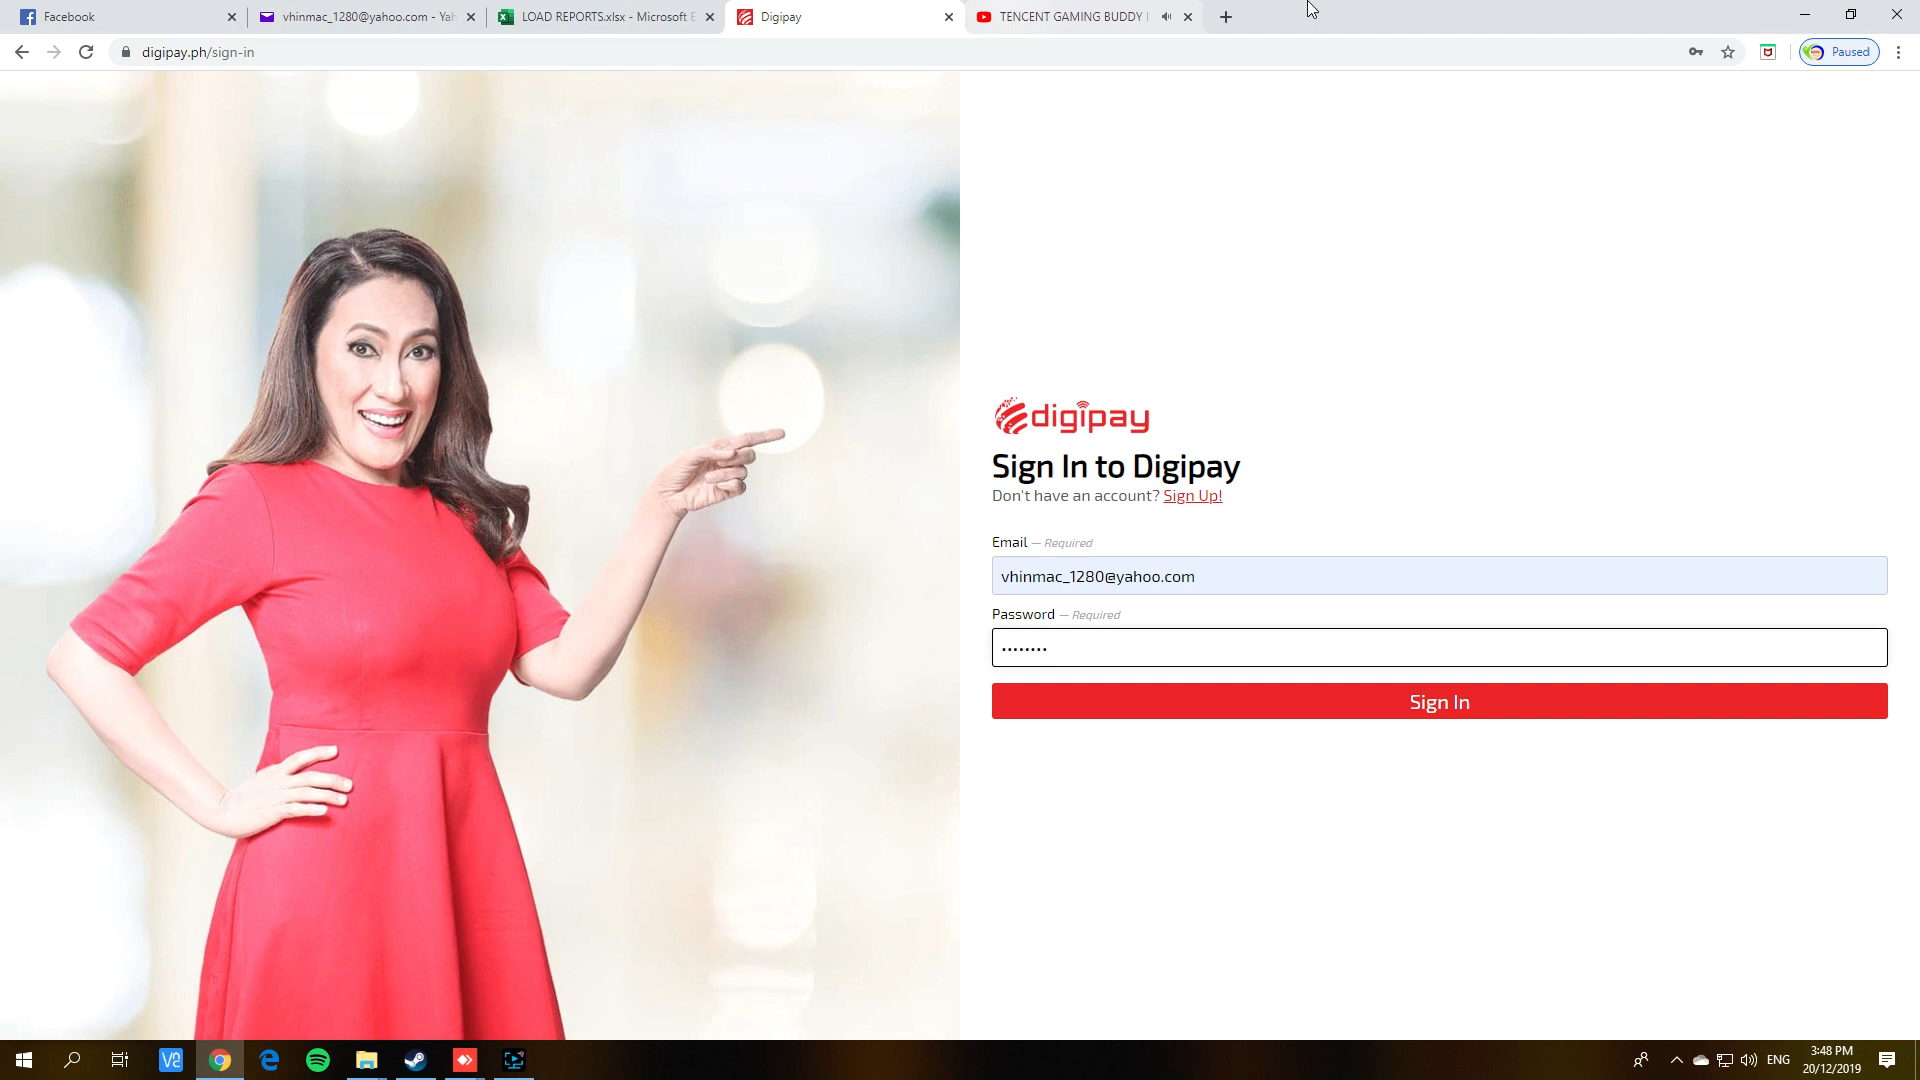 Facebook
vhinmac_1280@yahoo.com - Yah
LOAD REPORTS.xlsx - Microsoft E
Digipay
TENCENT GAMING BUDDY
digipay.ph/sign-in
Paused
digipay
Sign In to Digipay
Don't have an account? Sign Up!
Email — Required
vhinmac_1280@yahoo.com
Password — Required
••••••••
Sign In
ENG
3:48 PM
20/12/2019